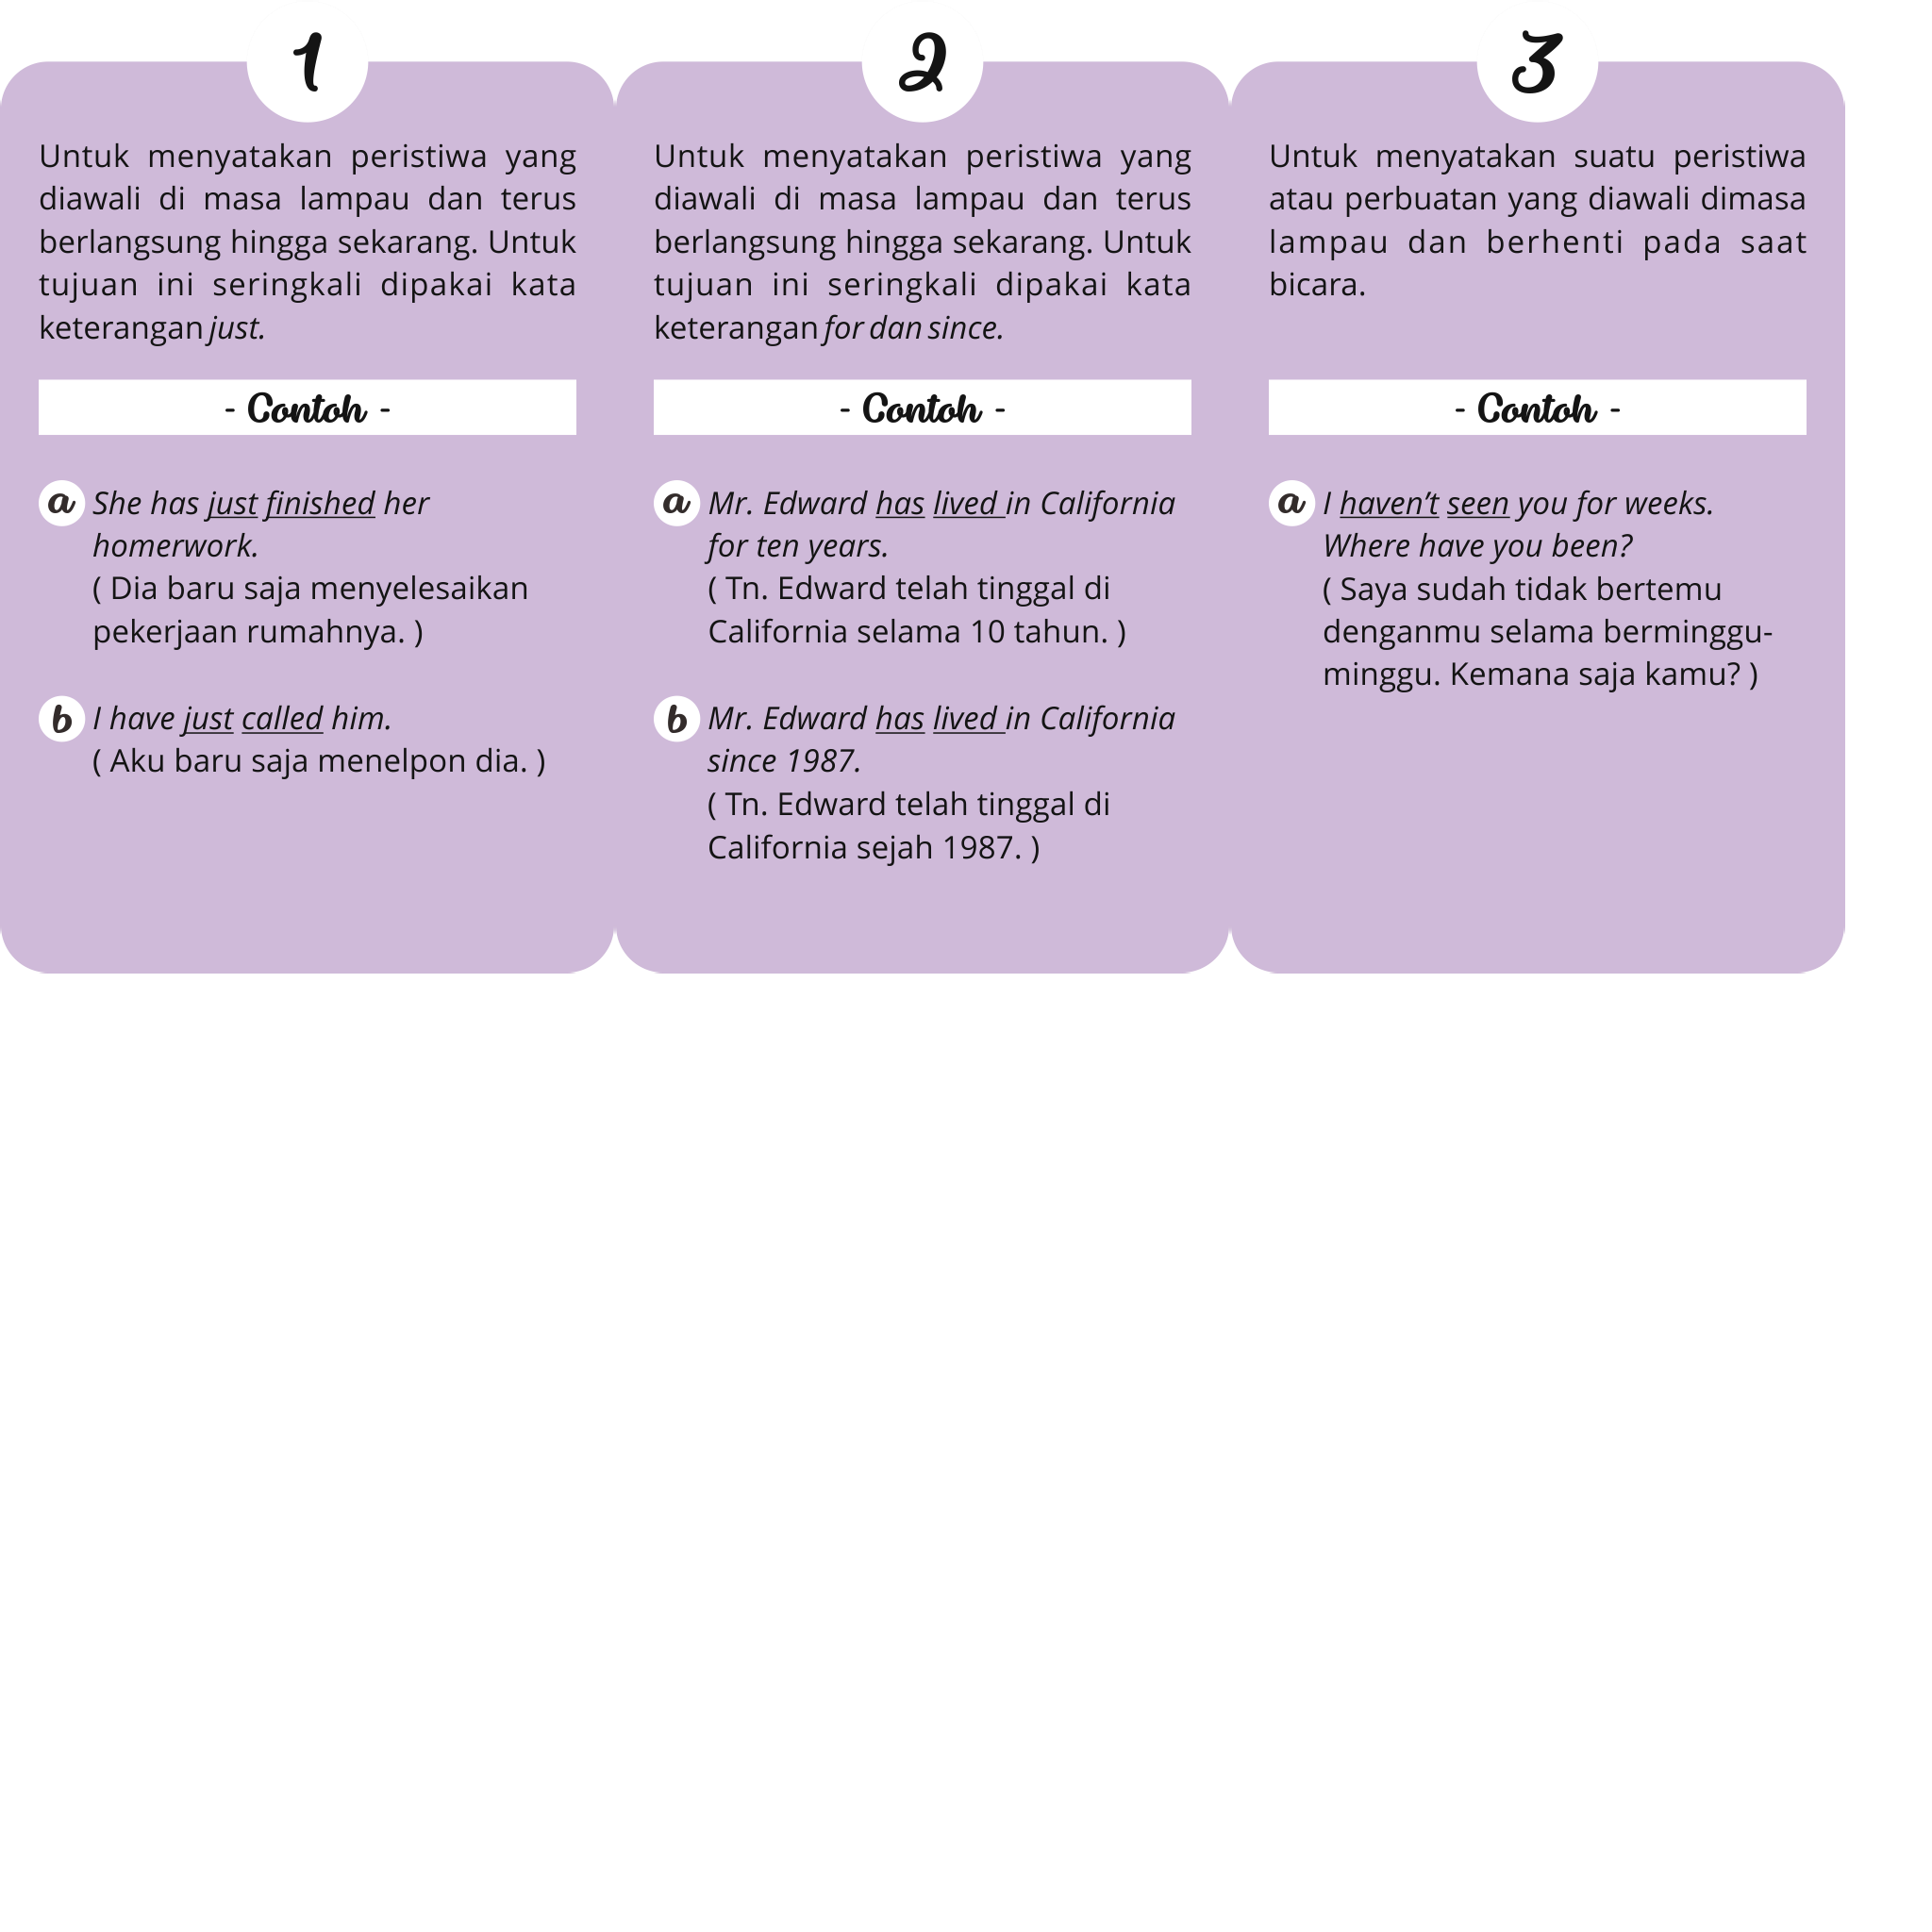 1
Untuk menyatakan peristiwa yang
diawali di masa lampau dan terus
berlangsung hingga sekarang. Untuk
tujuan ini seringkali dipakai kata
keterangan just.
- Contoh -
a She has just finished her
homerwork.
( Dia baru saja menyelesaikan
pekerjaan rumahnya. )
b I have just called him.
( Aku baru saja menelpon dia. )
2
Untuk menyatakan peristiwa yang
diawali di masa lampau dan terus
berlangsung hingga sekarang. Untuk
tujuan ini seringkali dipakai kata
keterangan for dan since.
- Contoh -
a Mr. Edward has lived in California
for ten years.
( Tn. Edward telah tinggal di
California selama 10 tahun. )
b Mr. Edward has lived in California
since 1987.
( Tn. Edward telah tinggal di
California sejah 1987. )
3
Untuk menyatakan suatu peristiwa
atau perbuatan yang diawali dimasa
lampau dan berhenti pada saat
bicara.
- Contoh -
a I haven't seen you for weeks.
Where have you been?
( Saya sudah tidak bertemu
denganmu selama berminggu-
minggu. Kemana saja kamu? )